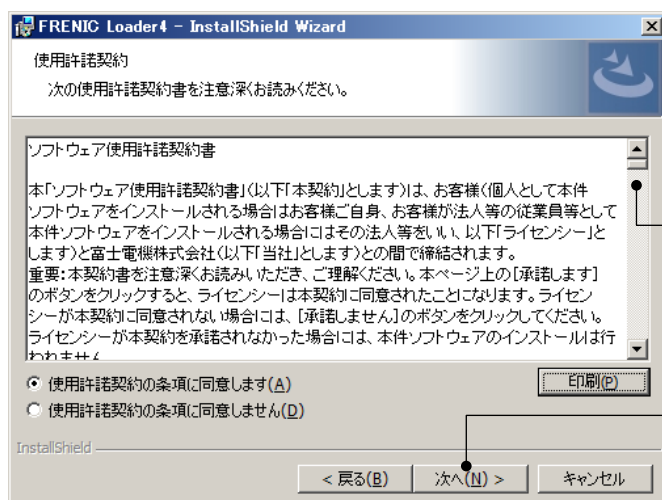 FRENIC Loader4 - InstallShield Wizard
使用許諾契約
次の使用許諾契約書を注意深くお読みください。
ソフトウェア使用許諾契約書
本「ソフトウェア使用許諾契約書」(以下「本契約」とします)は、お客様(個人として本件
ソフトウェアをインストールされる場合はお客様ご自身、お客様が法人等の従業員等として
本件ソフトウェアをインストールされる場合にはその法人等をいい、以下「ライセンシー」と
します)と富士電機株式会社(以下「当社」とします)との間で締結されます。
重要:本契約書を注意深くお読みいただき、ご理解ください。本ページ上の[承諾します]
のボタンをクリックすると、ライセンシーは本契約に同意されたことになります。ライセン
シーが本契約に同意されない場合には、[承諾しません]のボタンをクリックしてください。
ライセンシーが本契約を承諾されなかった場合には、本件ソフトウェアのインストールは行
われません
使用許諾契約の条項に同意します(A)
印刷(P)
使用許諾契約の条項に同意しません(D)
InstallShield
< 戻る(B)
次へ(N) >
キャンセル